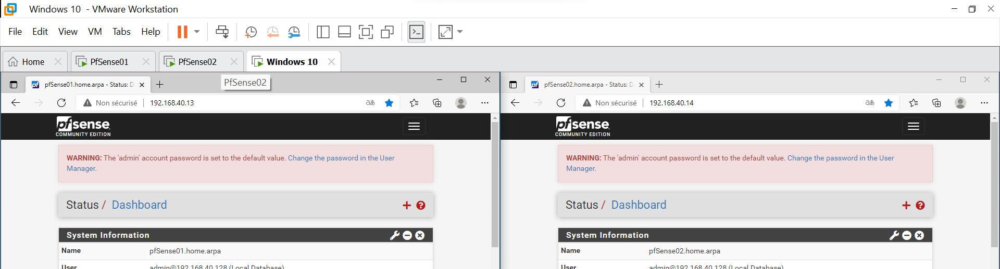 Windows 10 - VMware Workstation
File Edit View VM Tabs Help
Home PfSense01 PfSense02 Windows 10
pfSense01.home.arpa - Status: D
PfSense02
Non sécurisé 192.168.40.13
pfsense
COMMUNITY EDITION
WARNING: The 'admin' account password is set to the default value. Change the password in the User
Manager.
Status / Dashboard
System Information
Name pfSense01.home.arpa
User admin@192.168.40.128 (Local Database)
pfSense02.home.arpa - Status: D
Non sécurisé 192.168.40.14
pfsense
COMMUNITY EDITION
WARNING: The 'admin' account password is set to the default value. Change the password in the User
Manager.
Status / Dashboard
System Information
Name pfSense02.home.arpa
User admin@192.168.40.128 (Local Database)